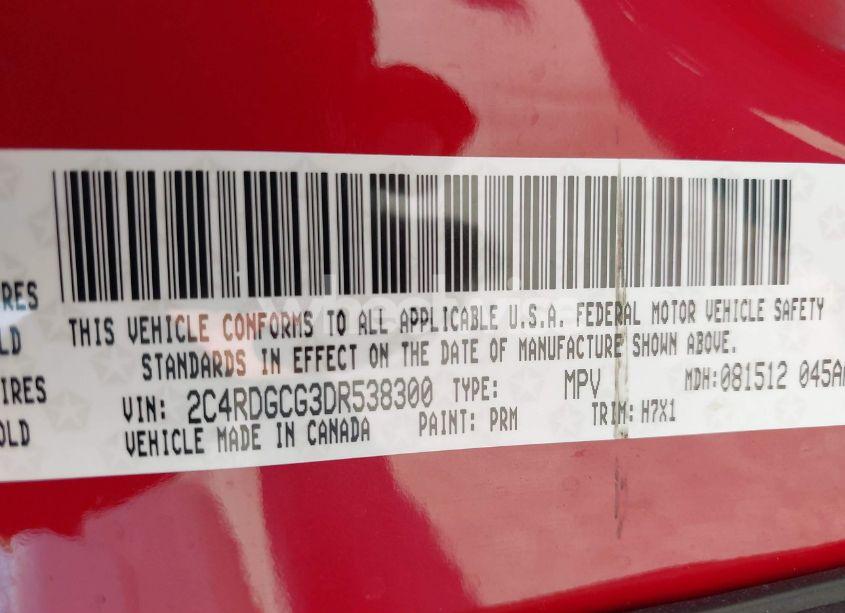 RES
LD
IRES
OLD
THIS VEHICLE CONFORMS TO ALL APPLICABLE U.S.A. FEDERAL MOTOR VEHICLE SAFETY
STANDARDS IN EFFECT ON THE DATE OF MANUFACTURE SHOWN ABOVE.
VIN: 2C4RDGCG3DR538300 TYPE: MPV MDH:081512 045A
VEHICLE MADE IN CANADA PAINT: PRM TRIM: H7X1